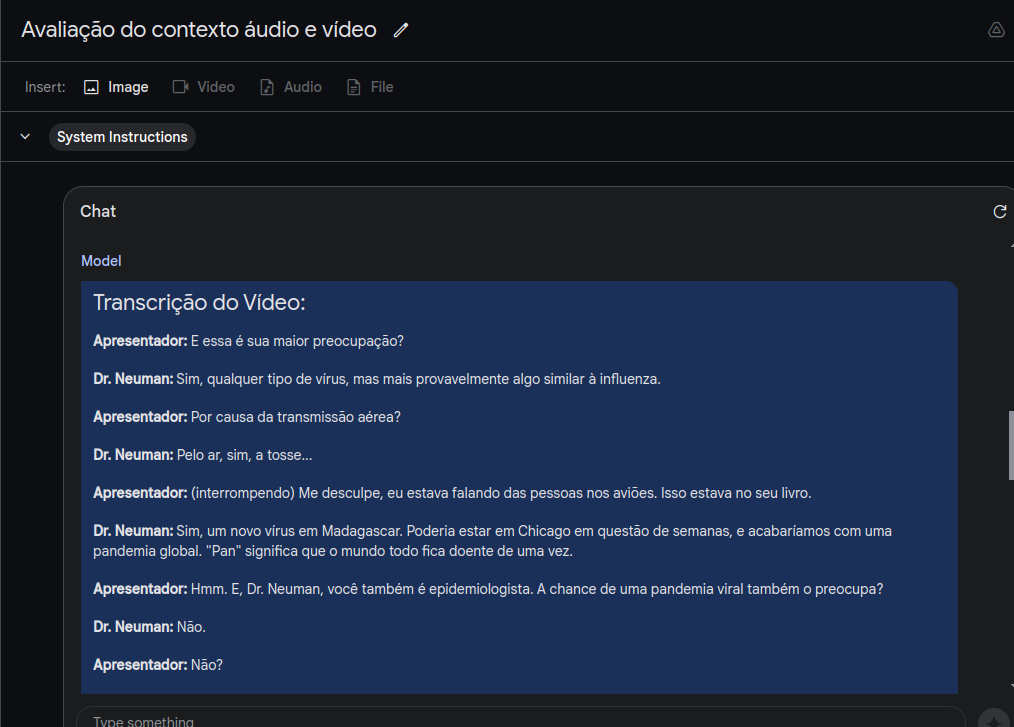 Avaliação do contexto áudio e vídeo
Insert: Image Video Audio File
System Instructions
Chat
Model
Transcrição do Vídeo:
Apresentador: E essa é sua maior preocupação?
Dr. Neuman: Sim, qualquer tipo de vírus, mas mais provavelmente algo similar à influenza.
Apresentador: Por causa da transmissão aérea?
Dr. Neuman: Pelo ar, sim, a tosse...
Apresentador: (interrompendo) Me desculpe, eu estava falando das pessoas nos aviões. Isso estava no seu livro.
Dr. Neuman: Sim, um novo vírus em Madagascar. Poderia estar em Chicago em questão de semanas, e acabaríamos com uma
pandemia global. "Pan" significa que o mundo todo fica doente de uma vez.
Apresentador: Hmm. E, Dr. Neuman, você também é epidemiologista. A chance de uma pandemia viral também o preocupa?
Dr. Neuman: Não.
Apresentador: Não?
Type something